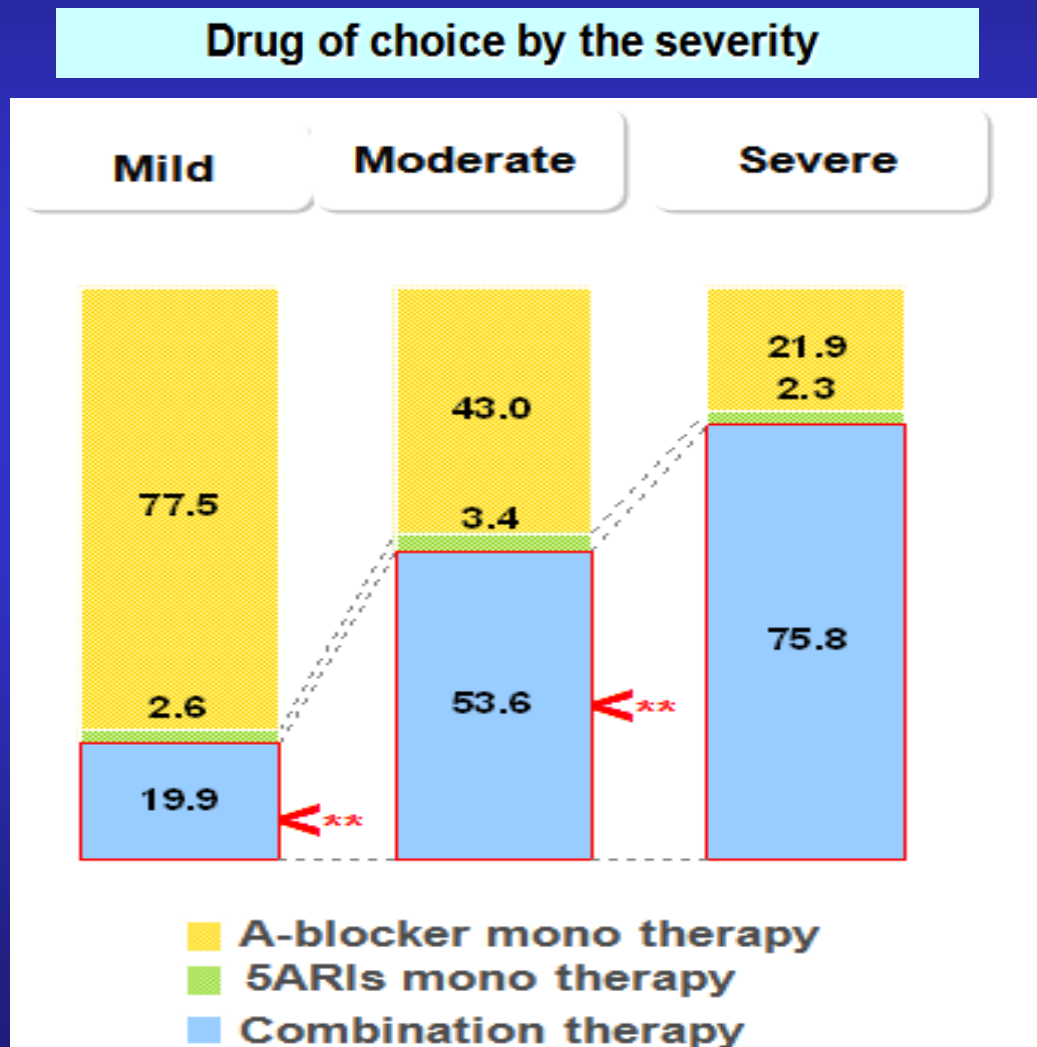 Drug of choice by the severity
Mild Moderate Severe
77.5
2.6
19.9
<**
43.0
3.4
53.6
<**
21.9
2.3
75.8
A-blocker mono therapy
5ARIs mono therapy
Combination therapy